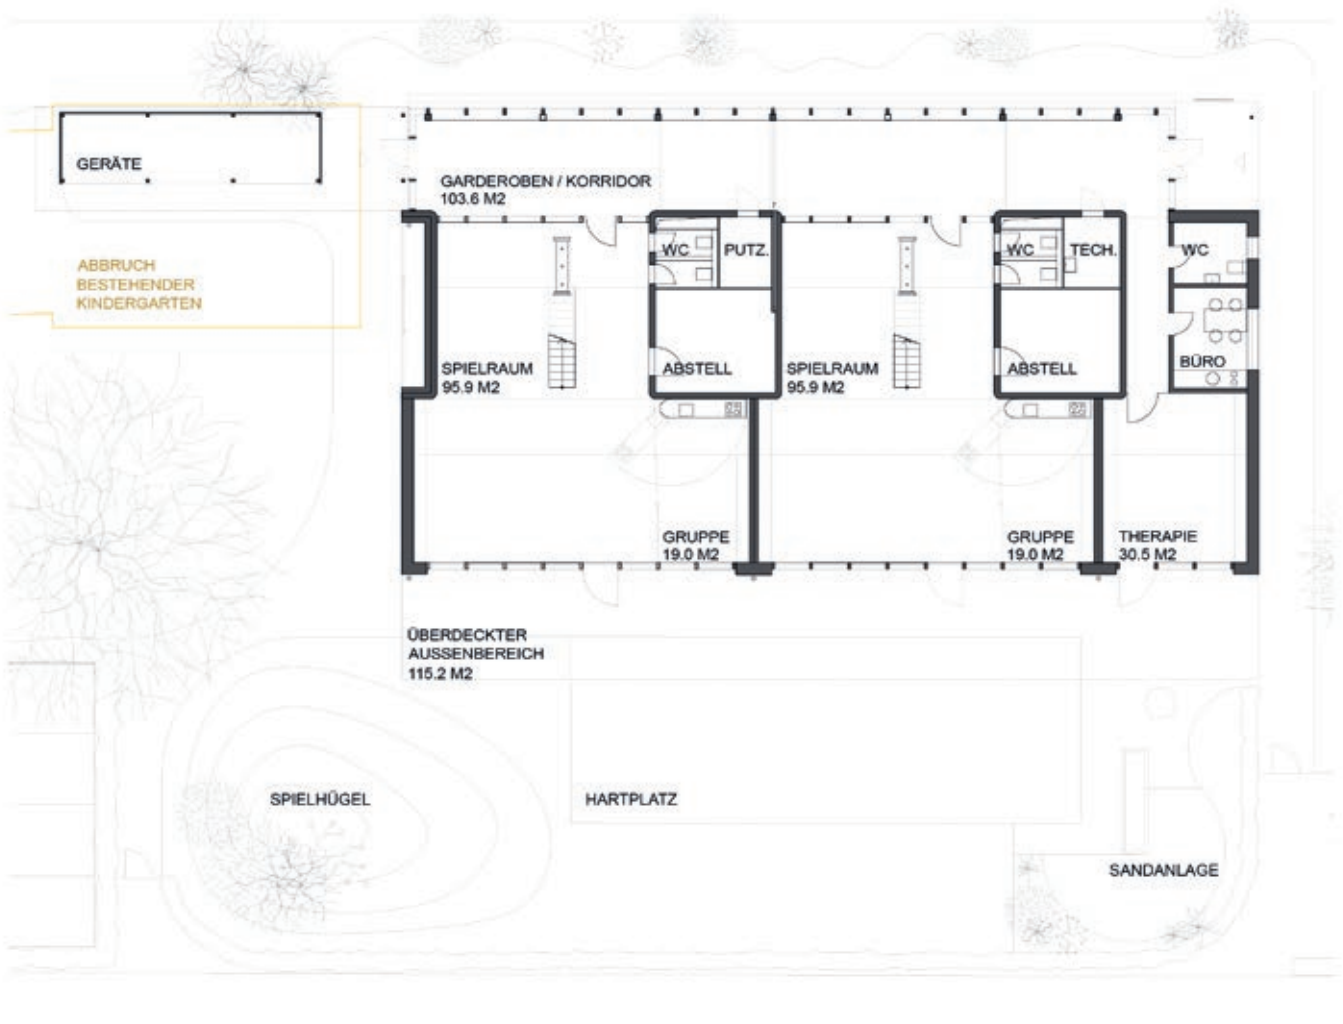 GERÄTE
GARDEROBEN / KORRIDOR
103.6 M2
ABBRUCH
BESTEHENDER
KINDERGARTEN
WC
PUTZ.
WC
TECH.
WC
SPIELRAUM
95.9 M2
ABSTELL
SPIELRAUM
95.9 M2
ABSTELL
BÜRO
GRUPPE
19.0 M2
GRUPPE
19.0 M2
THERAPIE
30.5 M2
ÜBERDECKTER
AUSSENBEREICH
115.2 M2
SPIELHÜGEL
HARTPLATZ
SANDANLAGE